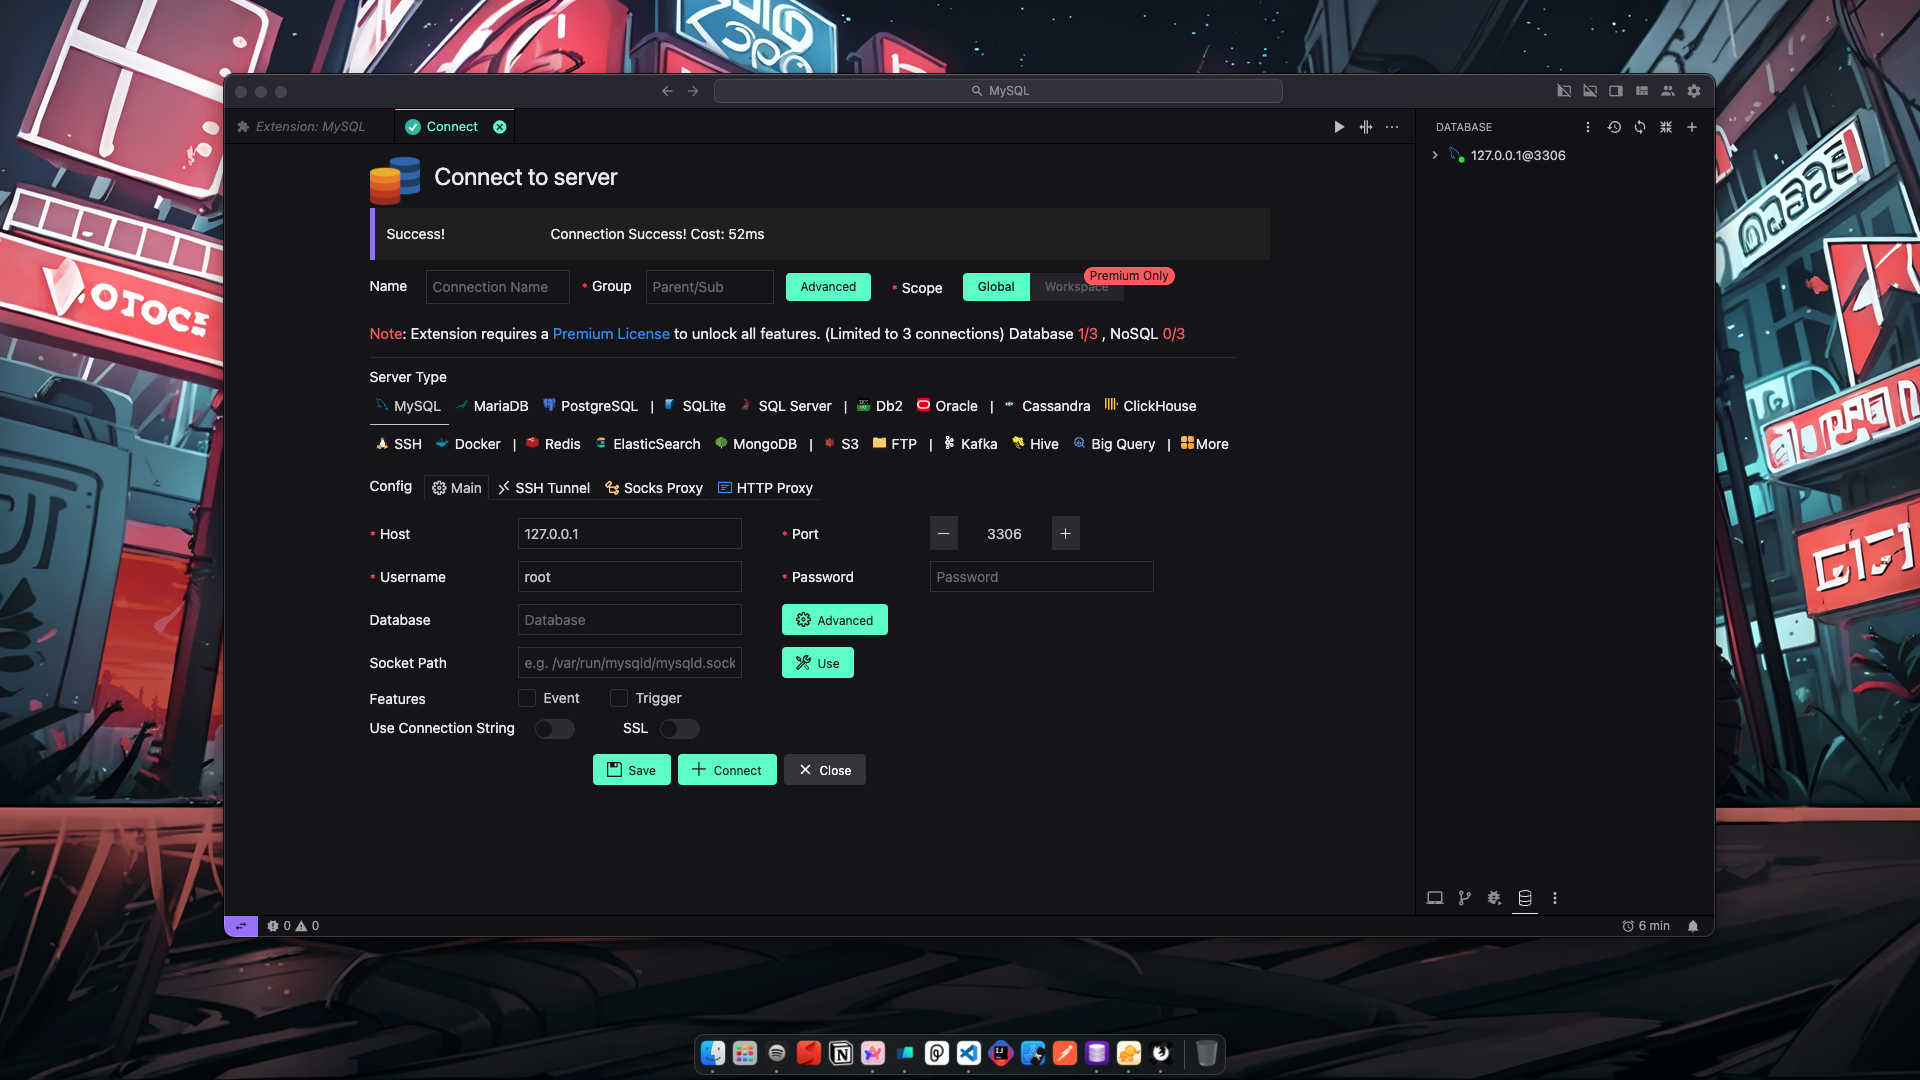 MySQL
Extension: MySQL
Connect
DATABASE
127.0.0.1@3306
Connect to server
Success! Connection Success! Cost: 52ms
Name Connection Name * Group Parent/Sub Advanced * Scope Global Workspace Premium Only
Note: Extension requires a Premium License to unlock all features. (Limited to 3 connections) Database 1/3 , NoSQL 0/3
Server Type
MySQL MariaDB PostgreSQL | SQLite SQL Server | Db2 Oracle | Cassandra ClickHouse
SSH Docker | Redis ElasticSearch MongoDB | S3 FTP | Kafka Hive Big Query | More
Config Main SSH Tunnel Socks Proxy HTTP Proxy
* Host 127.0.0.1 * Port 3306
* Username root * Password Password
Database Database Advanced
Socket Path e.g. /var/run/mysqld/mysqld.sock Use
Features Event Trigger
Use Connection String SSL
Save Connect Close
0 0
6 min